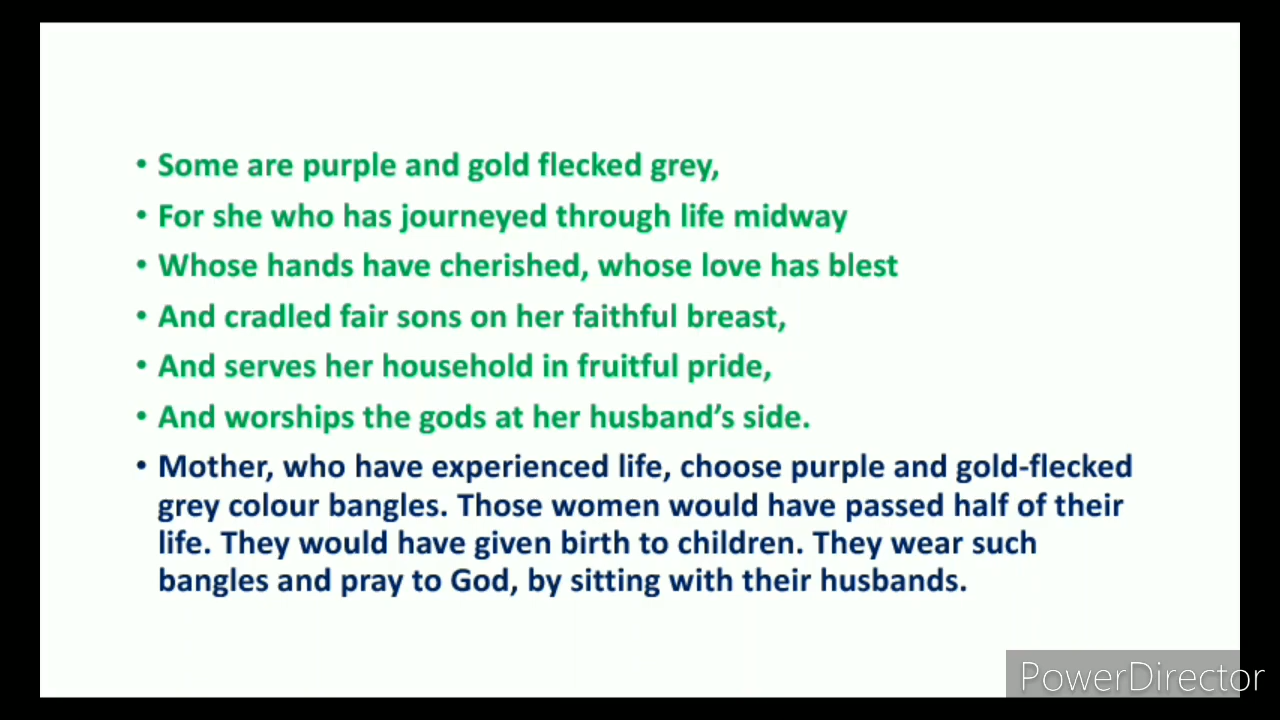 • Some are purple and gold flecked grey,
• For she who has journeyed through life midway
• Whose hands have cherished, whose love has blest
• And cradled fair sons on her faithful breast,
• And serves her household in fruitful pride,
• And worships the gods at her husband's side.
• Mother, who have experienced life, choose purple and gold-flecked
grey colour bangles. Those women would have passed half of their
life. They would have given birth to children. They wear such
bangles and pray to God, by sitting with their husbands.
PowerDirector